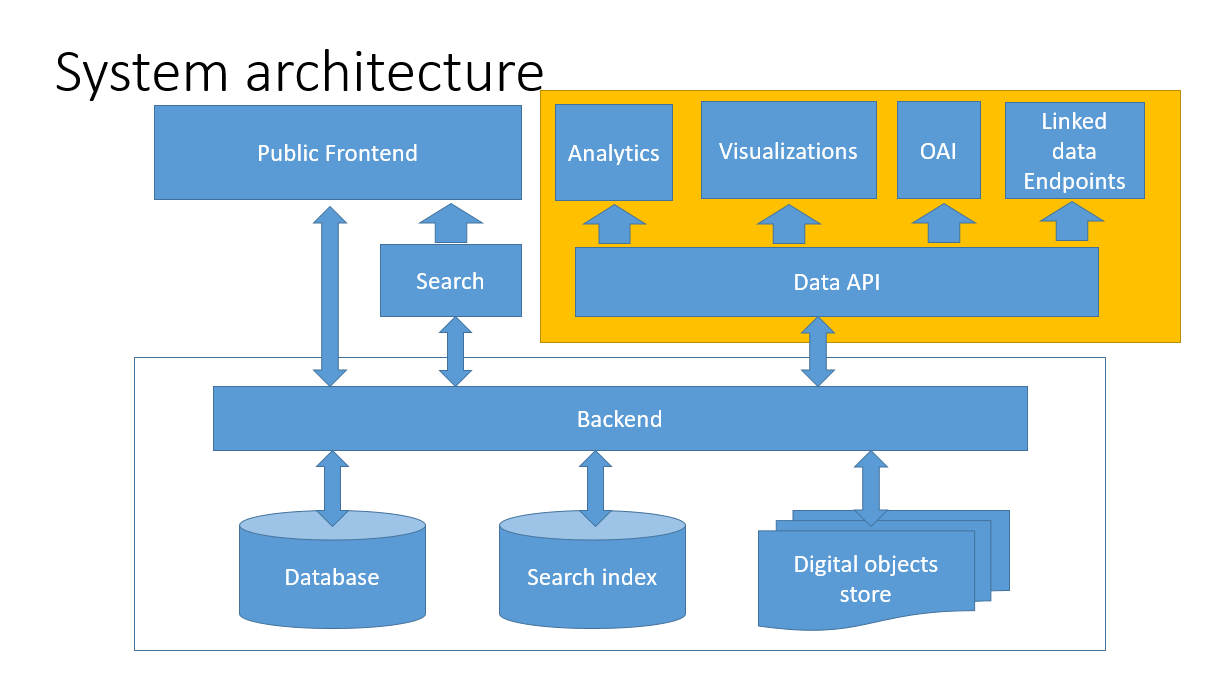 System architecture
Public Frontend
Analytics
Visualizations
OAI
Linked
data
Endpoints
Search
Data API
Backend
Database
Search index
Digital objects
store